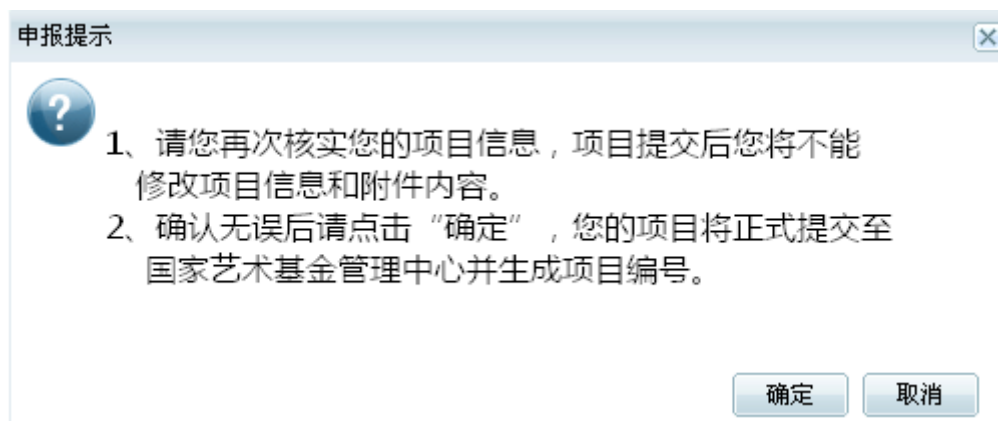 申报提示
1、请您再次核实您的项目信息，项目提交后您将不能
修改项目信息和附件内容。
2、确认无误后请点击“确定”，您的项目将正式提交至
国家艺术基金管理中心并生成项目编号。
确定 取消